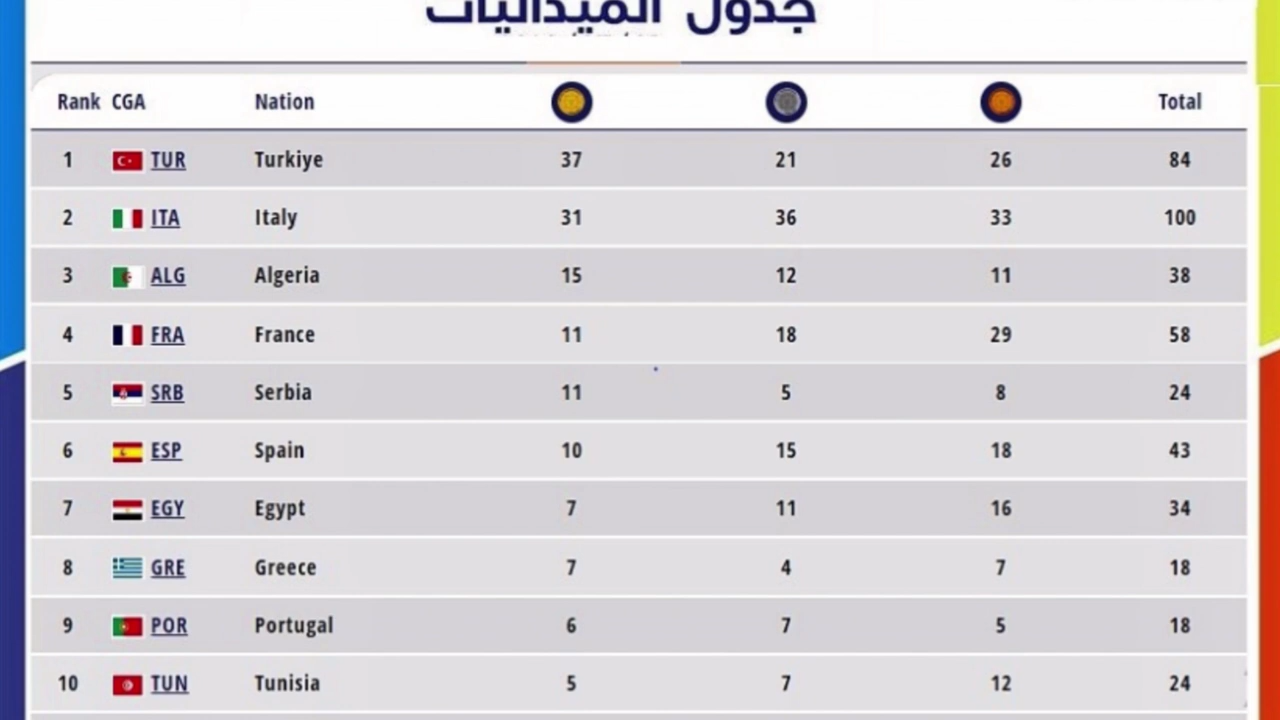 جدول الميداليات
Rank CGA Nation Total
1 TUR Turkiye 37 21 26 84
2 ITA Italy 31 36 33 100
3 ALG Algeria 15 12 11 38
4 FRA France 11 18 29 58
5 SRB Serbia 11 5 8 24
6 ESP Spain 10 15 18 43
7 EGY Egypt 7 11 16 34
8 GRE Greece 7 4 7 18
9 POR Portugal 6 7 5 18
10 TUN Tunisia 5 7 12 24